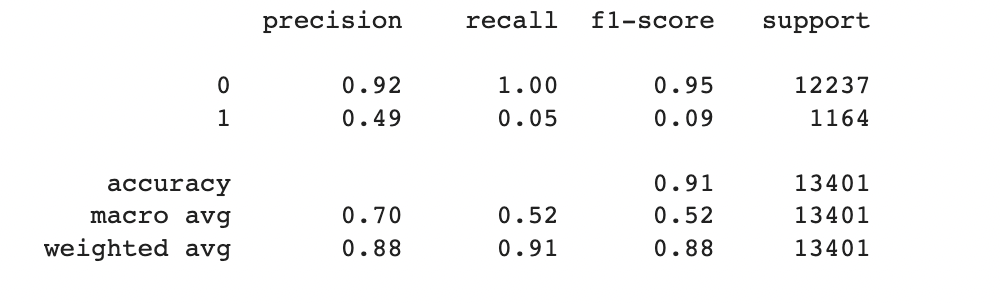 precision recall f1-score support
0 0.92 1.00 0.95 12237
1 0.49 0.05 0.09 1164
accuracy 0.91 13401
macro avg 0.70 0.52 0.52 13401
weighted avg 0.88 0.91 0.88 13401